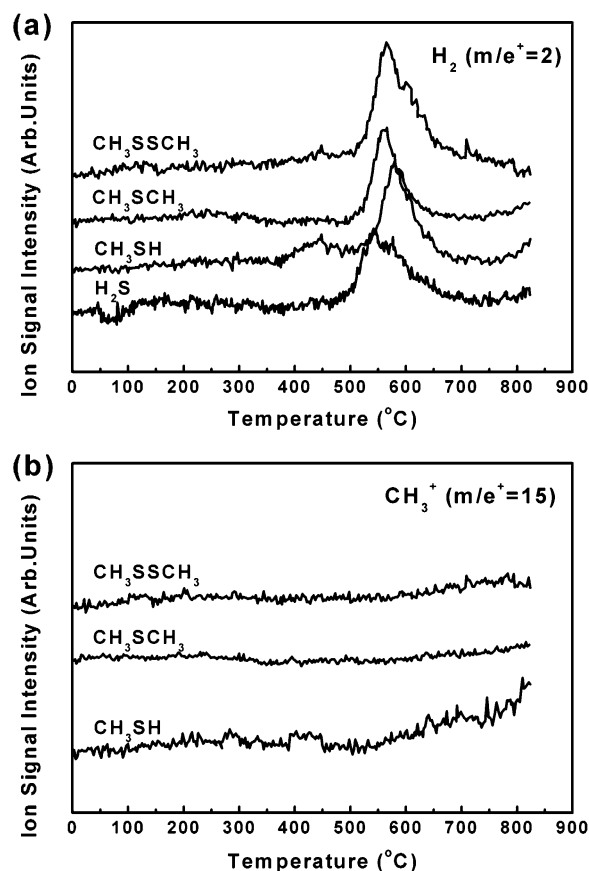 (a)
H₂ (m/e⁺=2)
CH₃SSCH₃
CH₃SCH₃
CH₃SH
H₂S
Ion Signal Intensity (Arb.Units)
0 100 200 300 400 500 600 700 800 900
Temperature (°C)
(b)
CH₃⁺ (m/e⁺=15)
CH₃SSCH₃
CH₃SCH₃
CH₃SH
Ion Signal Intensity (Arb.Units)
0 100 200 300 400 500 600 700 800 900
Temperature (°C)